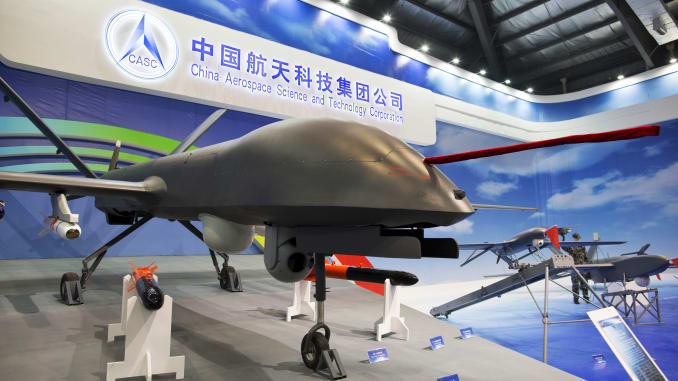 CASC
中国航天科技集团公司
China Aerospace Science and Technology Corporation